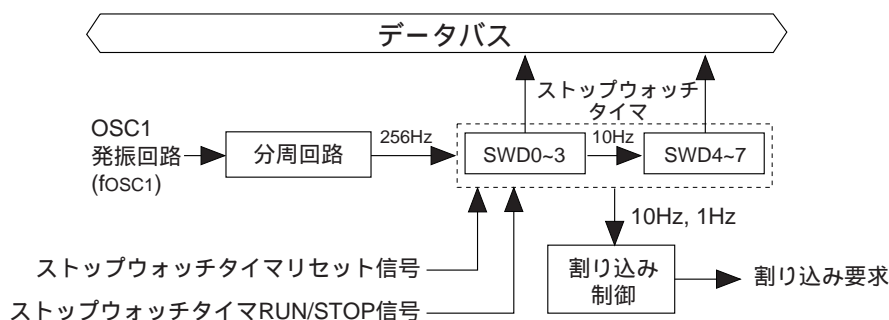 データバス
ストップウォッチ
タイマ
OSC1
発振回路
(fOSC1)
分周回路
256Hz
SWD0~3
10Hz
SWD4~7
10Hz, 1Hz
ストップウォッチタイマリセット信号
ストップウォッチタイマRUN/STOP信号
割り込み
制御
割り込み要求